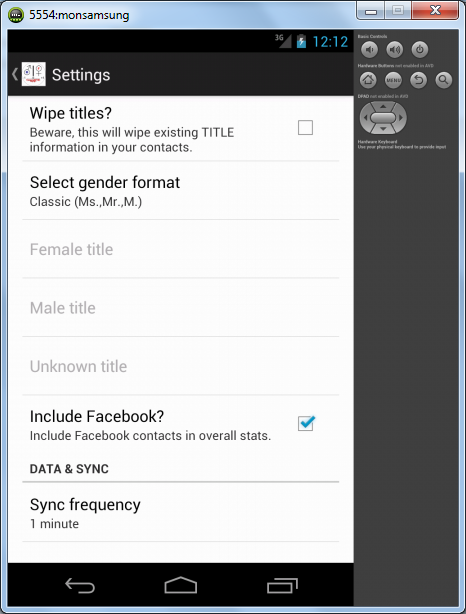 5554:monsamsung
3G 12:12
Settings
Wipe titles?
Beware, this will wipe existing TITLE
information in your contacts.
Select gender format
Classic (Ms.,Mr.,M.)
Female title
Male title
Unknown title
Include Facebook?
Include Facebook contacts in overall stats.
DATA & SYNC
Sync frequency
1 minute
Basic Controls
Hardware Buttons not enabled in AVD
MENU
DPAD not enabled in AVD
Hardware Keyboard
Use your physical keyboard to provide input